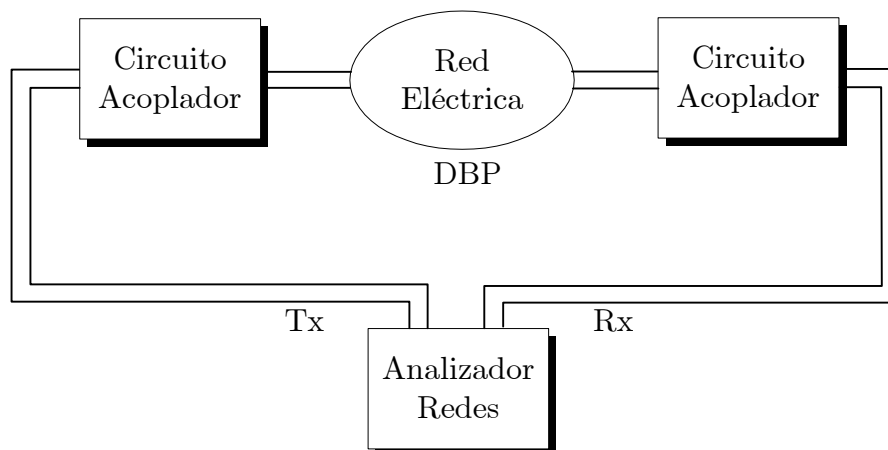 Circuito
Acoplador
Red
Eléctrica
Circuito
Acoplador
DBP
Tx
Rx
Analizador
Redes